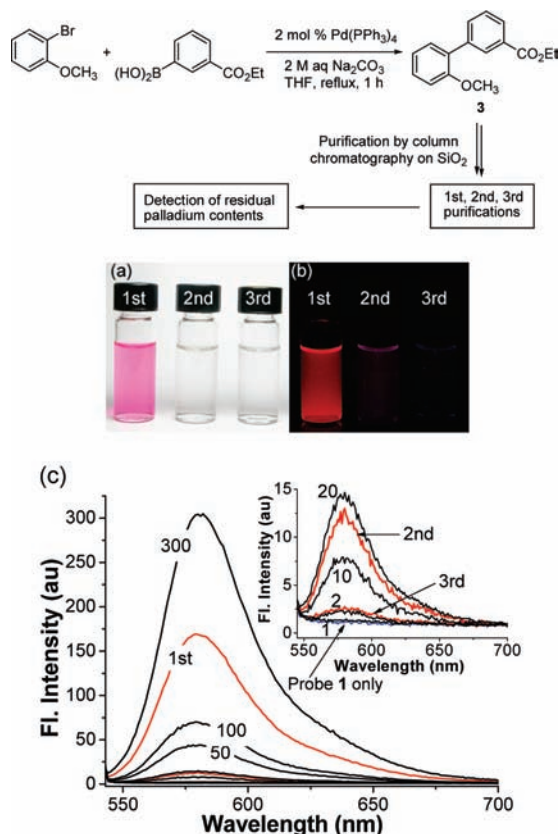 Br
OCH3
+
(HO)2B
CO2Et
2 mol % Pd(PPh3)4
2 M aq Na2CO3
THF, reflux, 1 h
CO2Et
OCH3
3
Purification by column
chromatography on SiO2
Detection of residual
palladium contents
1st, 2nd, 3rd
purifications
(a)
1st 2nd 3rd
(b)
1st 2nd 3rd
(c)
Fl. Intensity (au)
300
250
200
150
100
50
0
550 600 650 700
Wavelength (nm)
300
1st
100
50
Fl. Intensity (au)
15
10
5
0
550 600 650 700
Wavelength (nm)
20
2nd
10
3rd
2
1
Probe 1 only